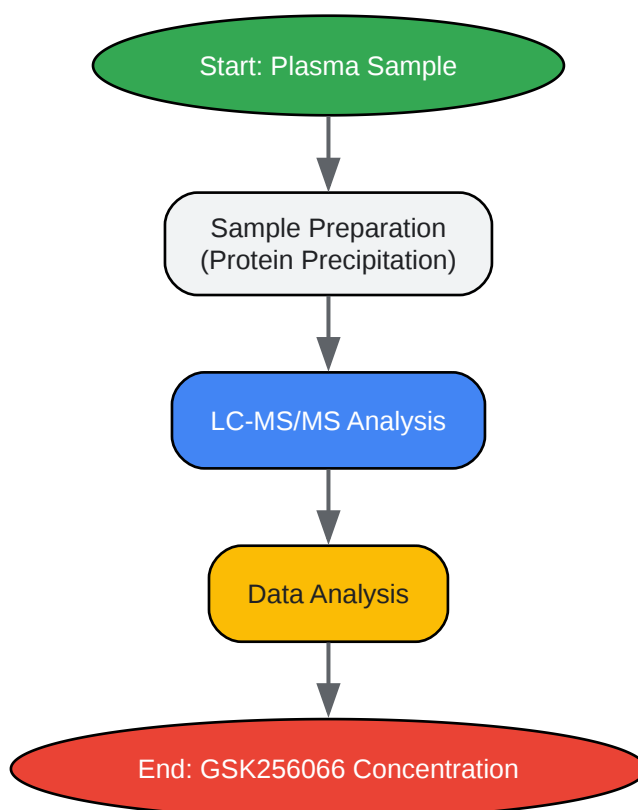 Start: Plasma Sample
Sample Preparation
(Protein Precipitation)
LC-MS/MS Analysis
Data Analysis
End: GSK256066 Concentration